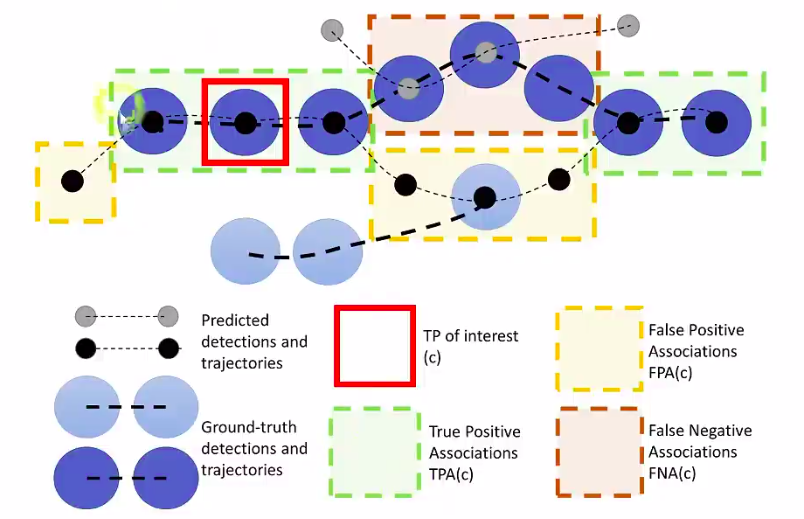 Predicted
detections and
trajectories
TP of interest
(c)
False Positive
Associations
FPA(c)
Ground-truth
detections and
trajectories
True Positive
Associations
TPA(c)
False Negative
Associations
FNA(c)